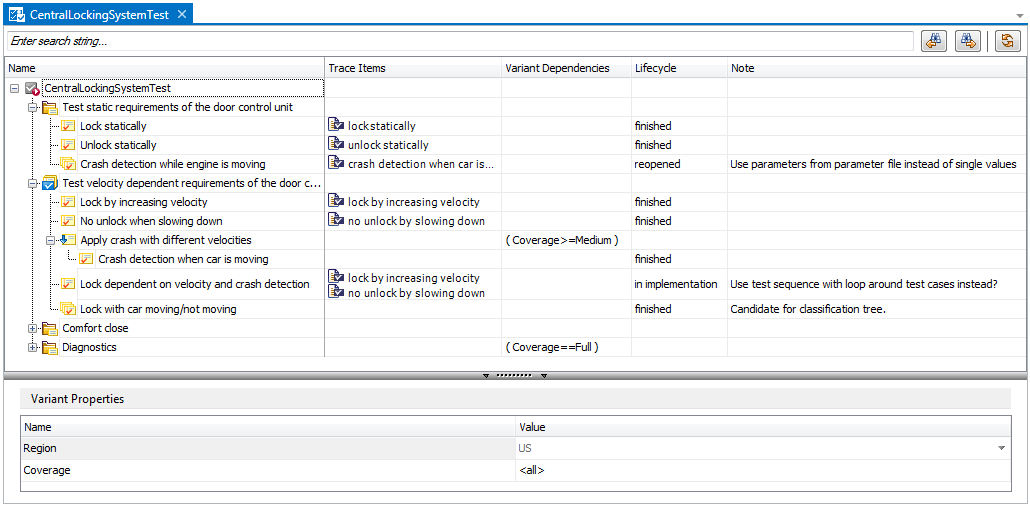 CentralLockingSystemTest
Enter search string...
Name Trace Items Variant Dependencies Lifecycle Note
CentralLockingSystemTest
Test static requirements of the door control unit
Lock statically lock statically finished
Unlock statically unlock statically finished
Crash detection while engine is moving crash detection when car is... reopened Use parameters from parameter file instead of single values
Test velocity dependent requirements of the door c...
Lock by increasing velocity lock by increasing velocity finished
No unlock when slowing down no unlock by slowing down finished
Apply crash with different velocities ( Coverage>=Medium )
Crash detection when car is moving finished
Lock dependent on velocity and crash detection lock by increasing velocity in implementation Use test sequence with loop around test cases instead?
no unlock by slowing down
Lock with car moving/not moving finished Candidate for classification tree.
Comfort close
Diagnostics ( Coverage==Full )
Variant Properties
Name Value
Region US
Coverage <all>